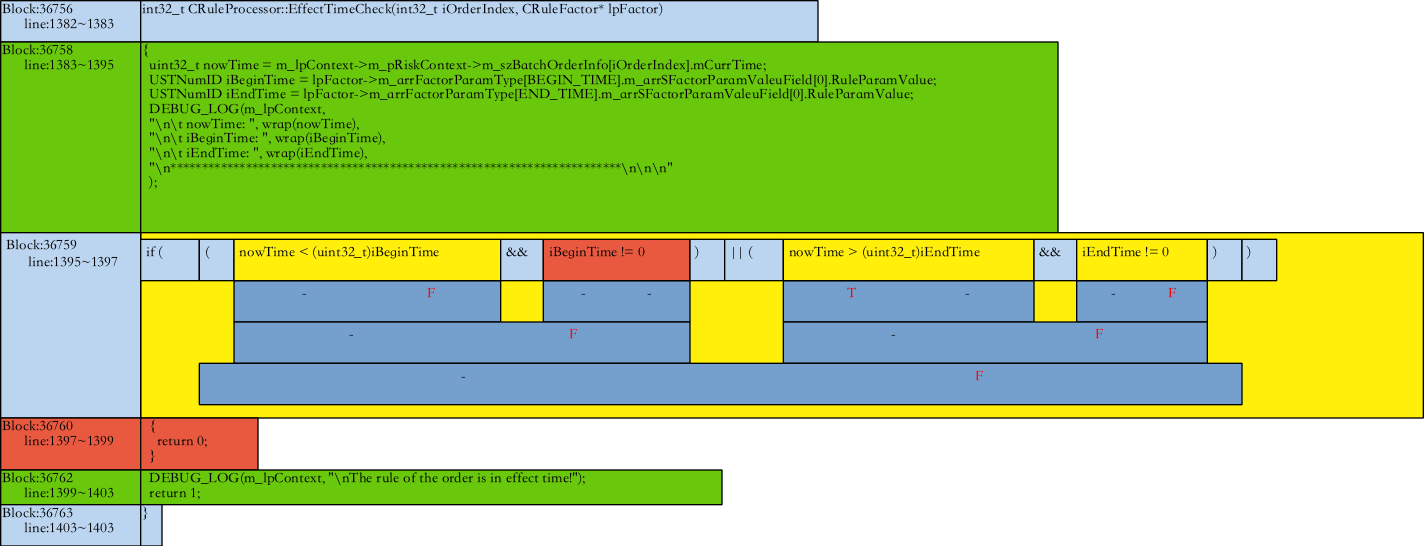 Block:36756
line:1382~1383
int32_t CRuleProcessor::EffectTimeCheck(int32_t iOrderIndex, CRuleFactor* lpFactor)
Block:36758
line:1383~1395
{
uint32_t nowTime = m_lpContext->m_pRiskContext->m_szBatchOrderInfo[iOrderIndex].mCurrTime;
USTNumID iBeginTime = lpFactor->m_arrFactorParamType[BEGIN_TIME].m_arrSFactorParamValeuField[0].RuleParamValue;
USTNumID iEndTime = lpFactor->m_arrFactorParamType[END_TIME].m_arrSFactorParamValeuField[0].RuleParamValue;
DEBUG_LOG(m_lpContext,
"\n\t nowTime: ", wrap(nowTime),
"\n\t iBeginTime: ", wrap(iBeginTime),
"\n\t iEndTime: ", wrap(iEndTime),
"\n******************************************************************\n\n\n"
);
Block:36759
line:1395~1397
if ( ( nowTime < (uint32_t)iBeginTime && iBeginTime != 0 ) || ( nowTime > (uint32_t)iEndTime && iEndTime != 0 ) )
- F - - T - - F
- F - F
- F
Block:36760
line:1397~1399
{
return 0;
}
Block:36762
line:1399~1403
DEBUG_LOG(m_lpContext, "\nThe rule of the order is in effect time!");
return 1;
Block:36763
line:1403~1403
}